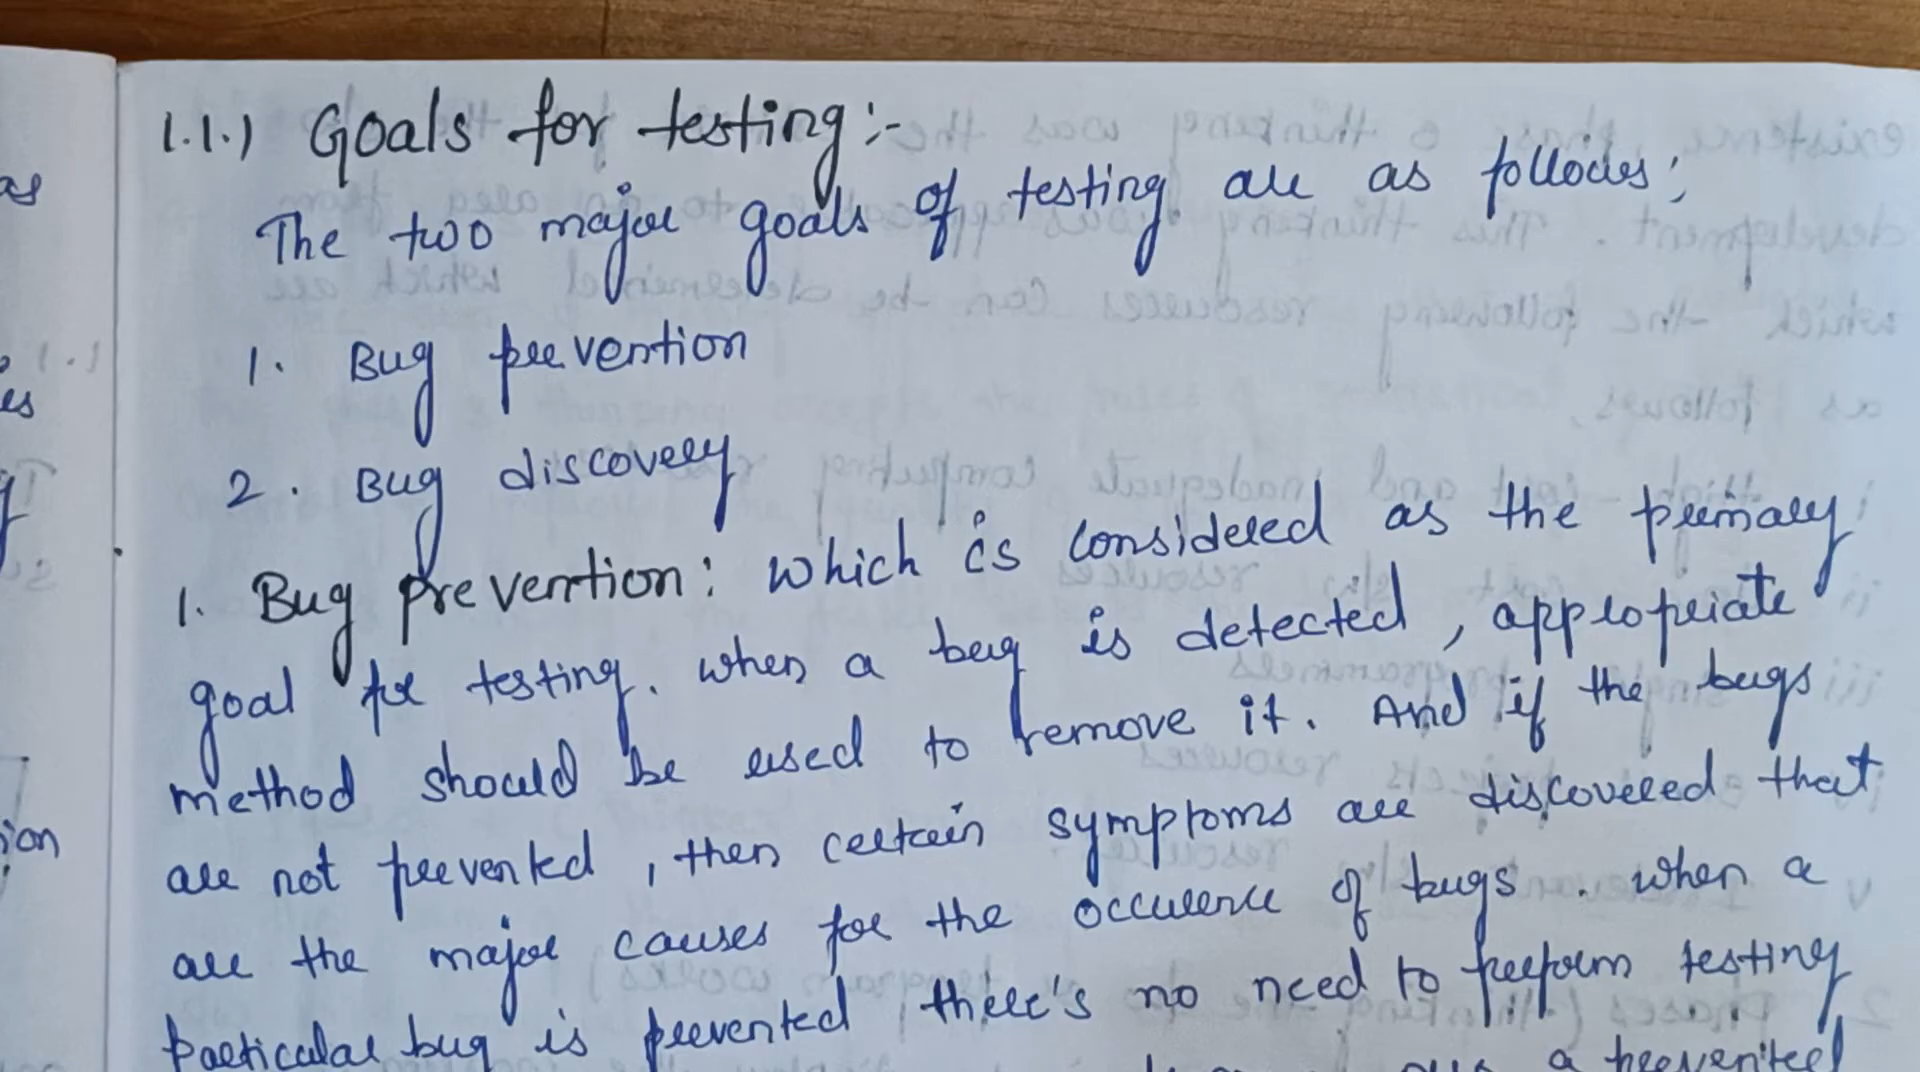 1.1.) Goals for testing :-
The two major goals of testing are as follows;
1. Bug prevention
2. Bug discovery
1. Bug prevention: which is considered as the primary
goal for testing. when a bug is detected, appropriate
method should be used to remove it. And if the bugs
are not prevented, then certain symptoms are discovered that
are the major causes for the occurence of bugs. when a
particular bug is prevented, there's no need to perform testing
a prevented